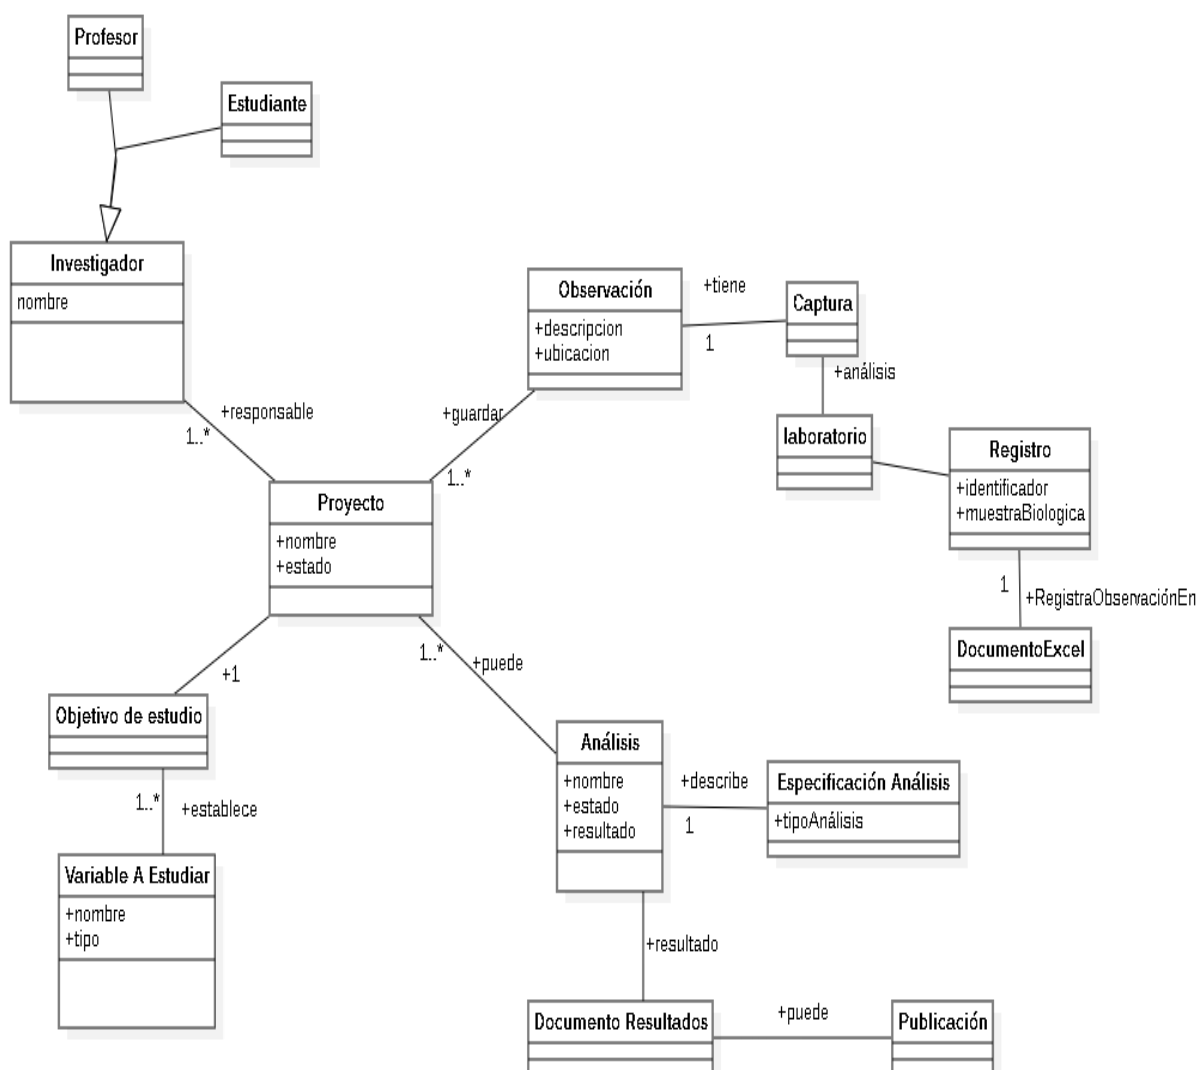 Profesor
Estudiante
Investigador
nombre
Observación
+descripcion
+ubicacion
+tiene
1
Captura
+análisis
laboratorio
Registro
+identificador
+muestraBiologica
1
+RegistraObservaciónEn
DocumentoExcel
+responsable
1..*
+guardar
1..*
Proyecto
+nombre
+estado
+1
1..*
+puede
Objetivo de estudio
1..*
+establece
Variable A Estudiar
+nombre
+tipo
Análisis
+nombre
+estado
+resultado
+describe
1
Especificación Análisis
+tipoAnálisis
+resultado
Documento Resultados
+puede
Publicación